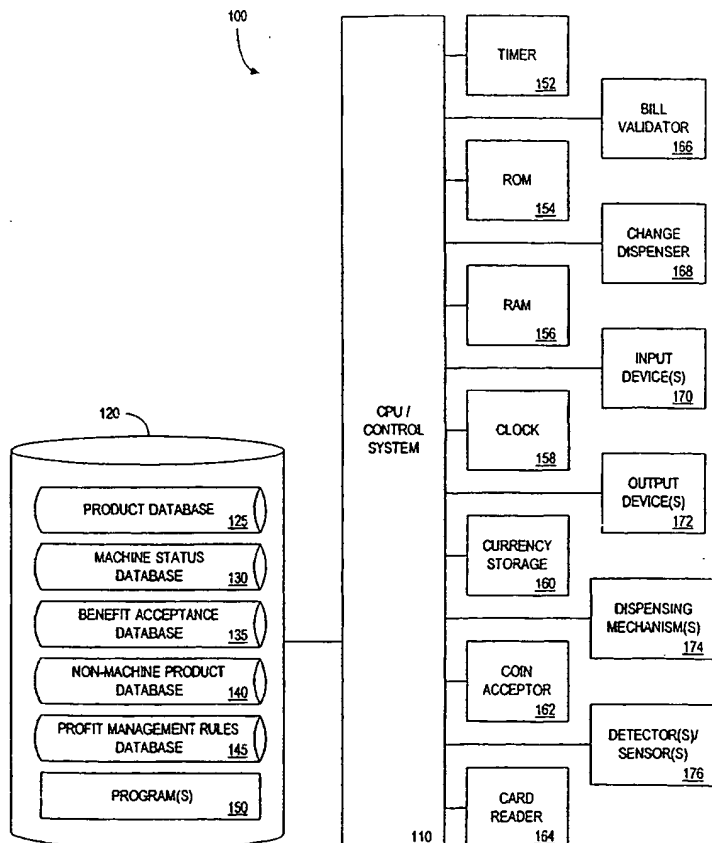 100
TIMER
152
BILL
VALIDATOR
166
ROM
154
CHANGE
DISPENSER
168
RAM
156
INPUT
DEVICE(S)
170
CPU /
CONTROL
SYSTEM
110
CLOCK
158
OUTPUT
DEVICE(S)
172
CURRENCY
STORAGE
160
DISPENSING
MECHANISM(S)
174
COIN
ACCEPTOR
162
DETECTOR(S)/
SENSOR(S)
176
CARD
READER
164
120
PRODUCT DATABASE
125
MACHINE STATUS
DATABASE
130
BENEFIT ACCEPTANCE
DATABASE
135
NON-MACHINE PRODUCT
DATABASE
140
PROFIT MANAGEMENT RULES
DATABASE
145
PROGRAM(S)
150